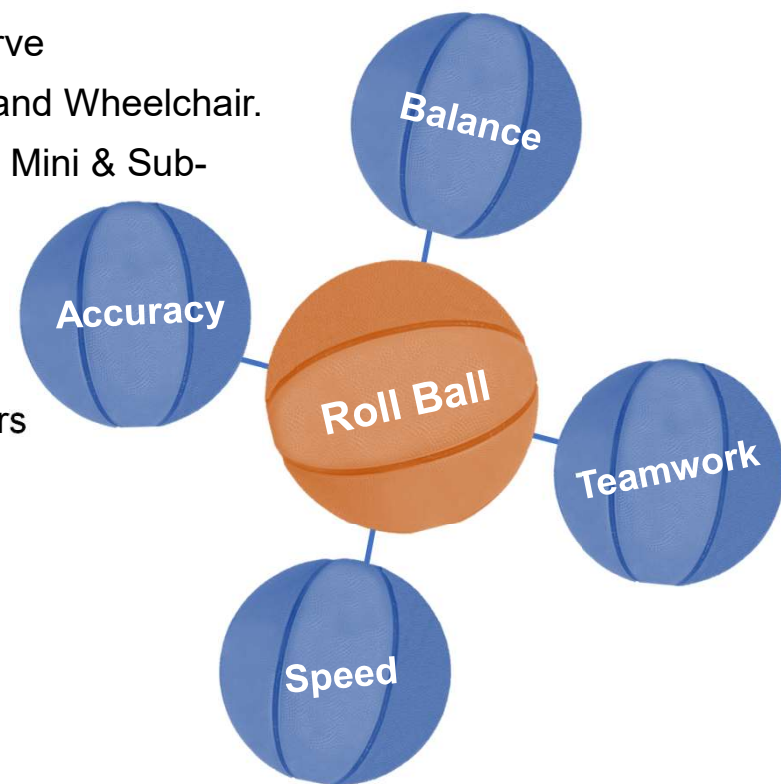 rve
and Wheelchair.
Mini & Sub-
rs
Balance
Accuracy
Roll Ball
Teamwork
Speed